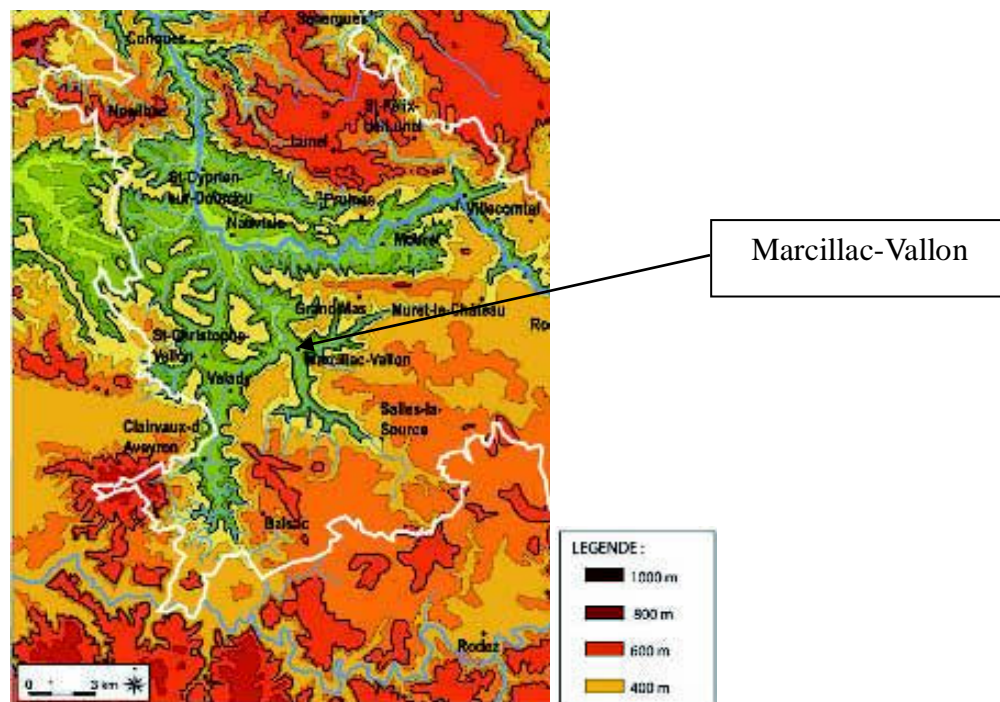 Conques
Noailhac
St-Félix-
de-Lunel
Lunel
St-Cyprien-
sur-Dourdou
Pruines
Villecomtal
Nauviale
Mouret
Marcillac-Vallon
Grand-Mas
Muret-le-Château
St-Christophe-
Vallon
Marcillac-Vallon
Valady
Salles-la-
Source
Clairvaux-d
Aveyron
Balsac
Rodez
0
3 km
LEGENDE :
1000 m
800 m
600 m
400 m